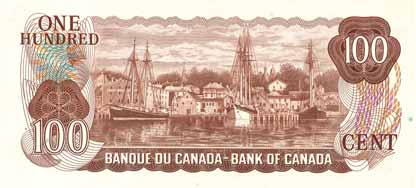 ONE
HUNDRED
100
100
CENT
BANQUE DU CANADA-BANK OF CANADA